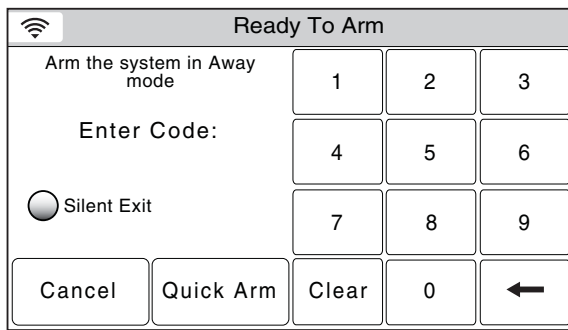 Ready To Arm
Arm the system in Away
mode
Enter Code:
Silent Exit
1 2 3
4 5 6
7 8 9
Cancel Quick Arm Clear 0